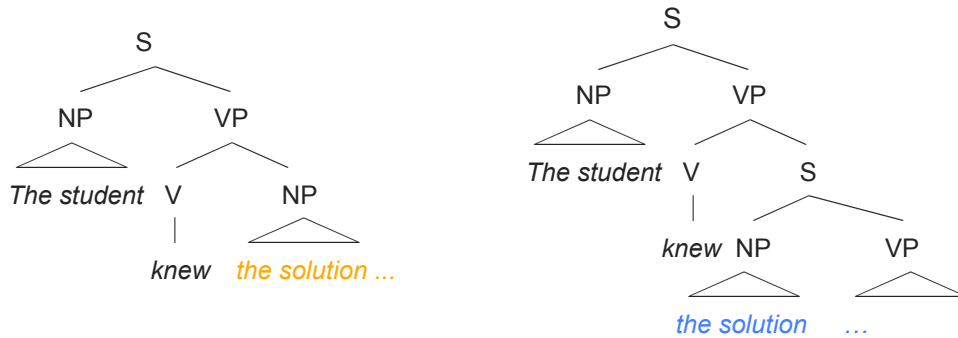 S
NP VP
The student V NP
knew the solution ...
S
NP VP
The student V S
knew NP VP
the solution ...